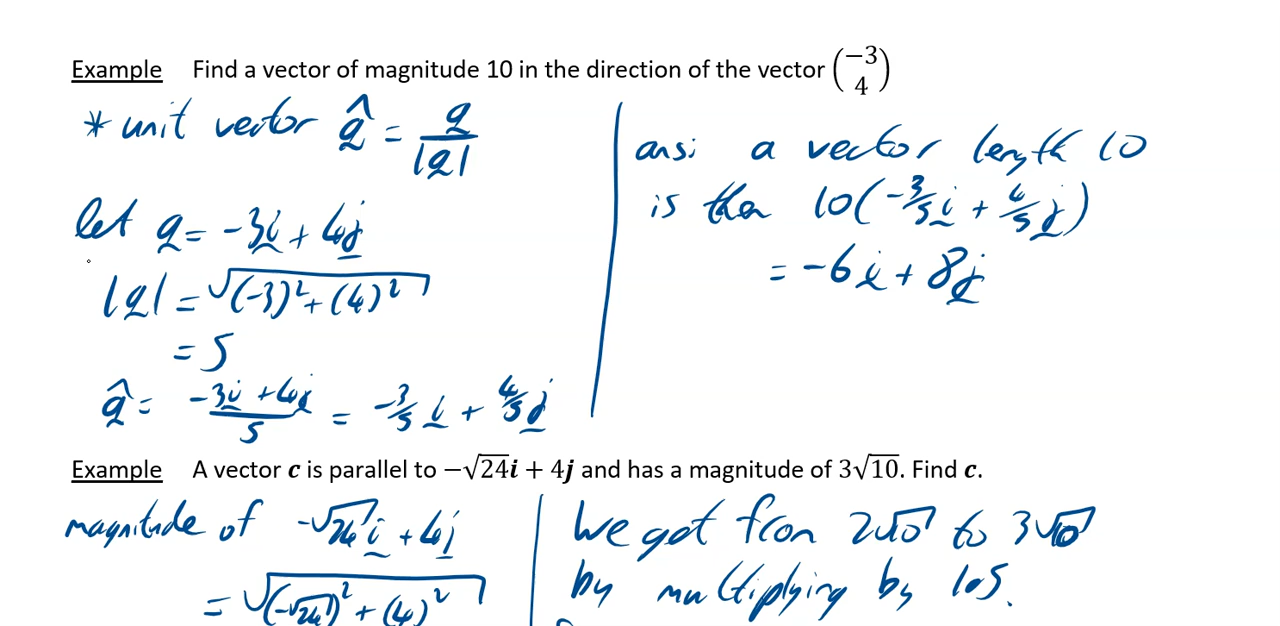 Example Find a vector of magnitude 10 in the direction of the vector (−3 4)
* unit vector â = a / |a|
let a = -3i + 4j
|a| = √(-3)² + (4)²
= 5
â = -3i + 4j / 5 = -3/5 i + 4/5 j
ans: a vector length 10
is then 10(-3/5 i + 4/5 j)
= -6i + 8j
Example A vector c is parallel to −√24i + 4j and has a magnitude of 3√10. Find c.
magnitude of -√24 i + 4j
= √(-√24)² + (4)²
We get from 2√10 to 3√10
by multiplying by 1.5.